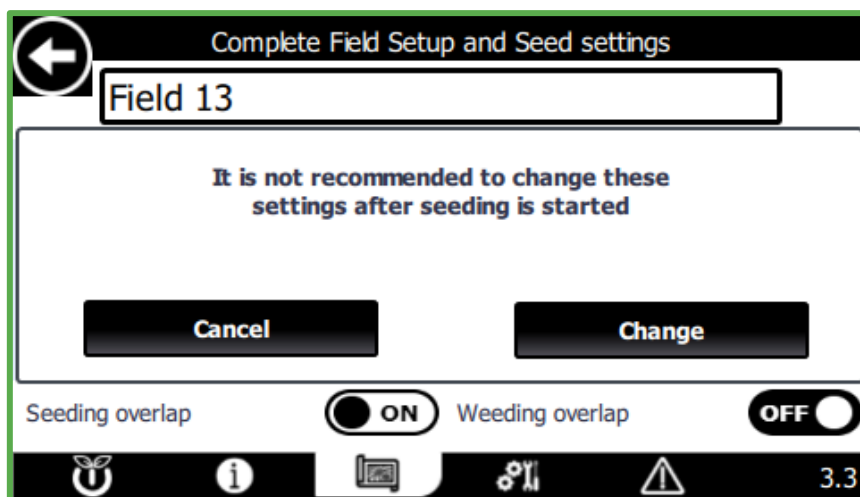 Complete Field Setup and Seed settings
Field 13
It is not recommended to change these
settings after seeding is started
Cancel Change
Seeding overlap ON Weeding overlap OFF
3.3